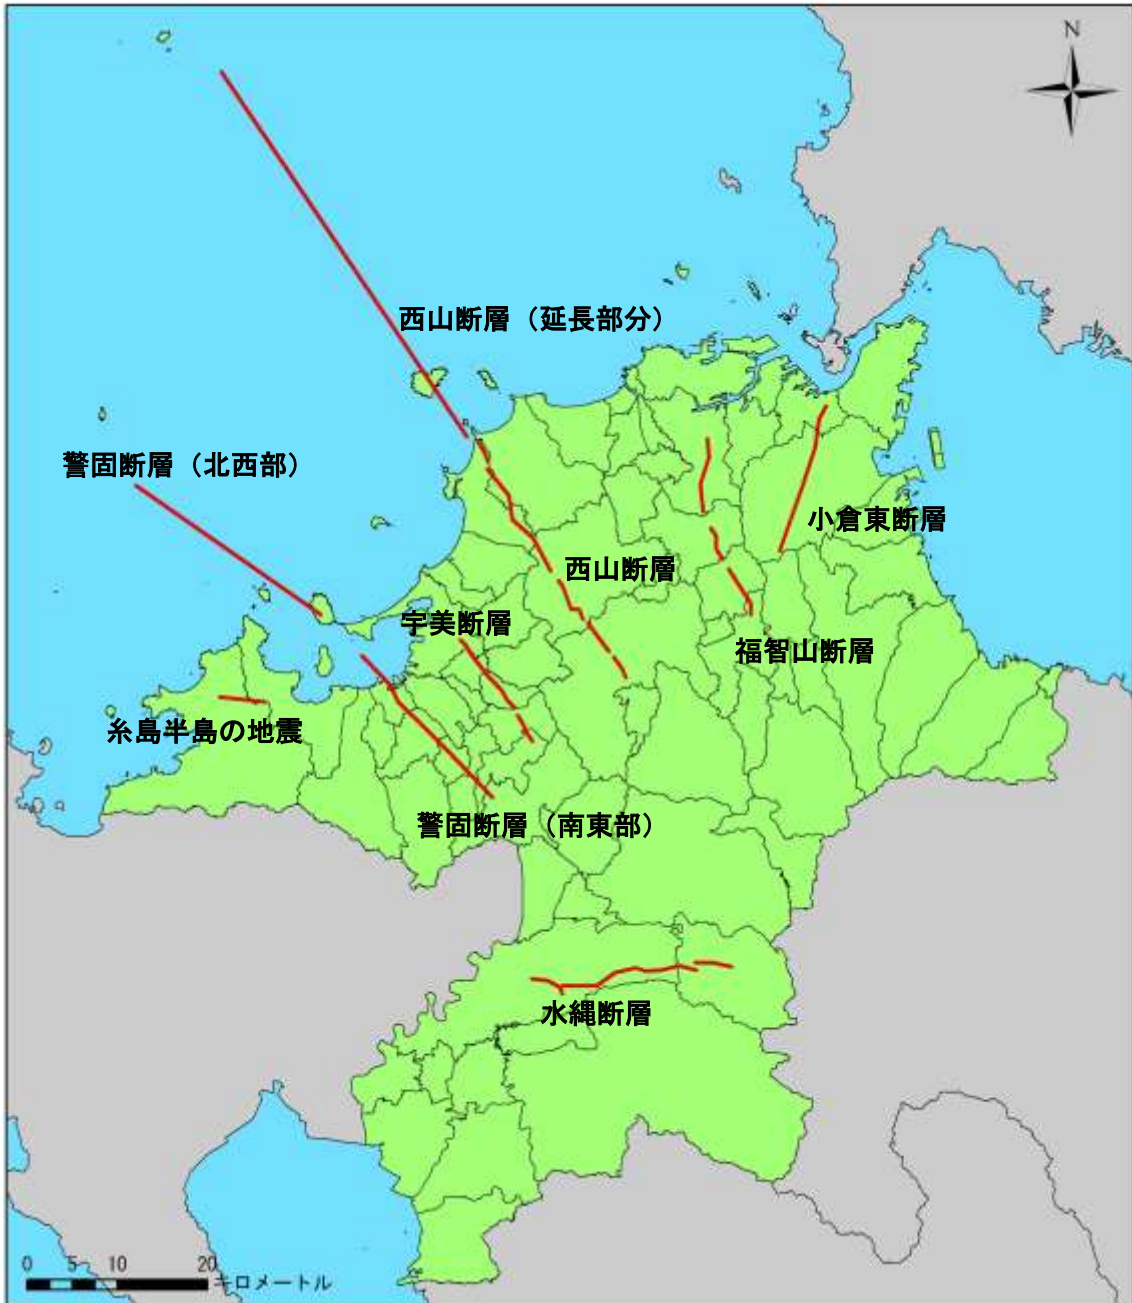 N
西山断層（延長部分）
警固断層（北西部）
小倉東断層
西山断層
宇美断層
福智山断層
糸島半島の地震
警固断層（南東部）
水縄断層
0 5 10 20
キロメートル